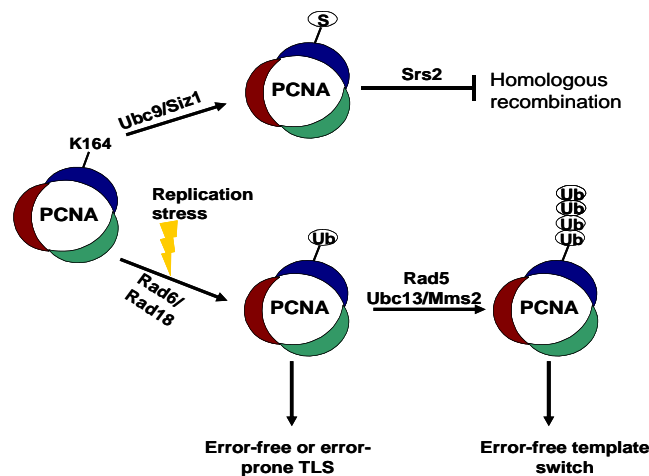 S
PCNA
Srs2
Homologous
recombination
Ubc9/Siz1
K164
PCNA
Replication
stress
Rad6/
Rad18
Ub
PCNA
Rad5
Ubc13/Mms2
Ub
Ub
Ub
Ub
PCNA
Error-free or error-
prone TLS
Error-free template
switch